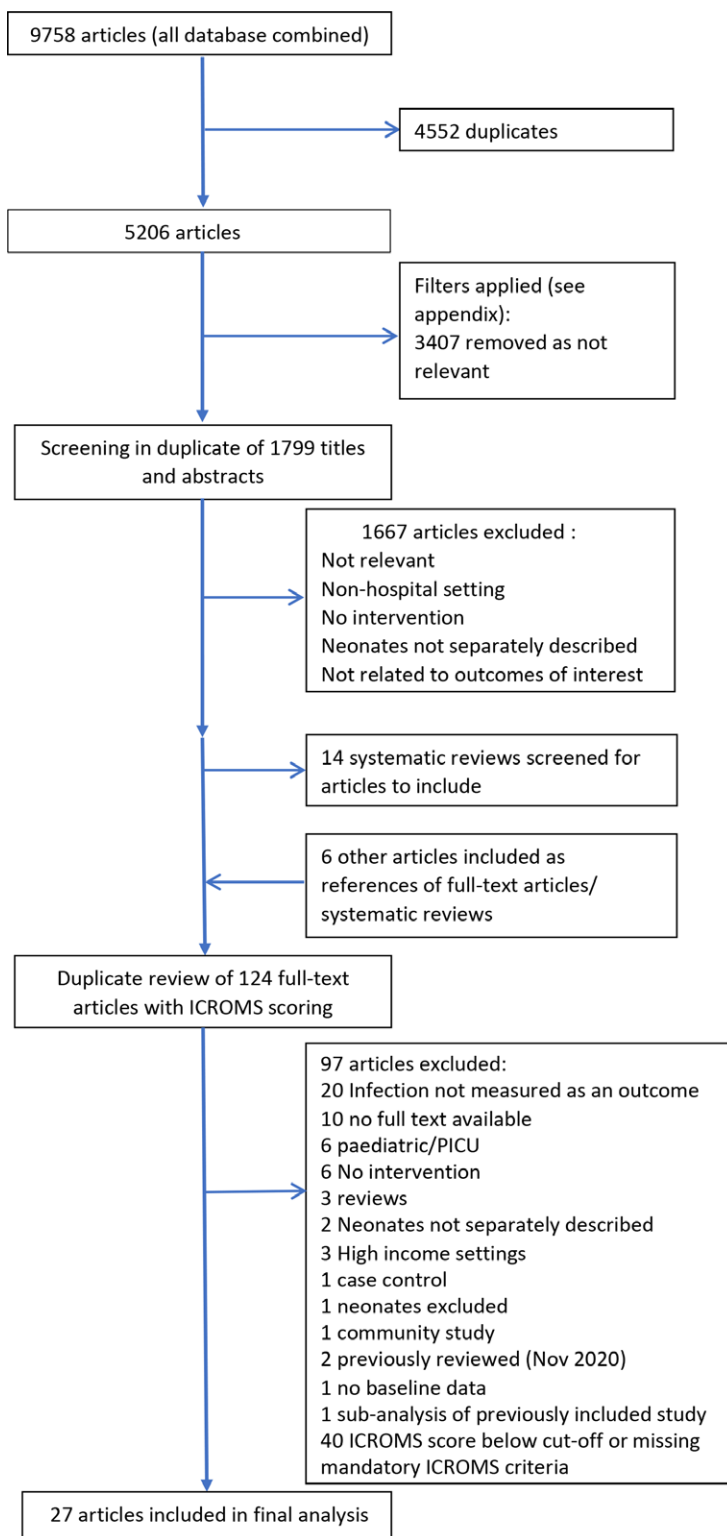 9758 articles (all database combined)
4552 duplicates
5206 articles
Filters applied (see
appendix):
3407 removed as not
relevant
Screening in duplicate of 1799 titles
and abstracts
1667 articles excluded :
Not relevant
Non-hospital setting
No intervention
Neonates not separately described
Not related to outcomes of interest
14 systematic reviews screened for
articles to include
6 other articles included as
references of full-text articles/
systematic reviews
Duplicate review of 124 full-text
articles with ICROMS scoring
97 articles excluded:
20 Infection not measured as an outcome
10 no full text available
6 paediatric/PICU
6 No intervention
3 reviews
2 Neonates not separately described
3 High income settings
1 case control
1 neonates excluded
1 community study
2 previously reviewed (Nov 2020)
1 no baseline data
1 sub-analysis of previously included study
40 ICROMS score below cut-off or missing
mandatory ICROMS criteria
27 articles included in final analysis